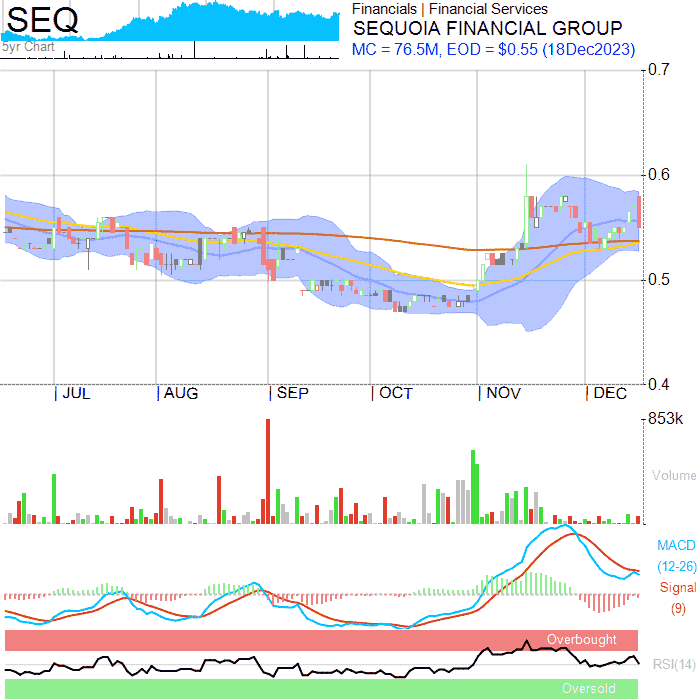 SEQ
5yr Chart
Financials | Financial Services
SEQUOIA FINANCIAL GROUP
MC = 76.5M, EOD = $0.55 (18Dec2023)
0.7
0.6
0.5
0.4
JUL AUG SEP OCT NOV DEC
853k
Volume
MACD
(12-26)
Signal
(9)
Overbought
RSI(14)
Oversold